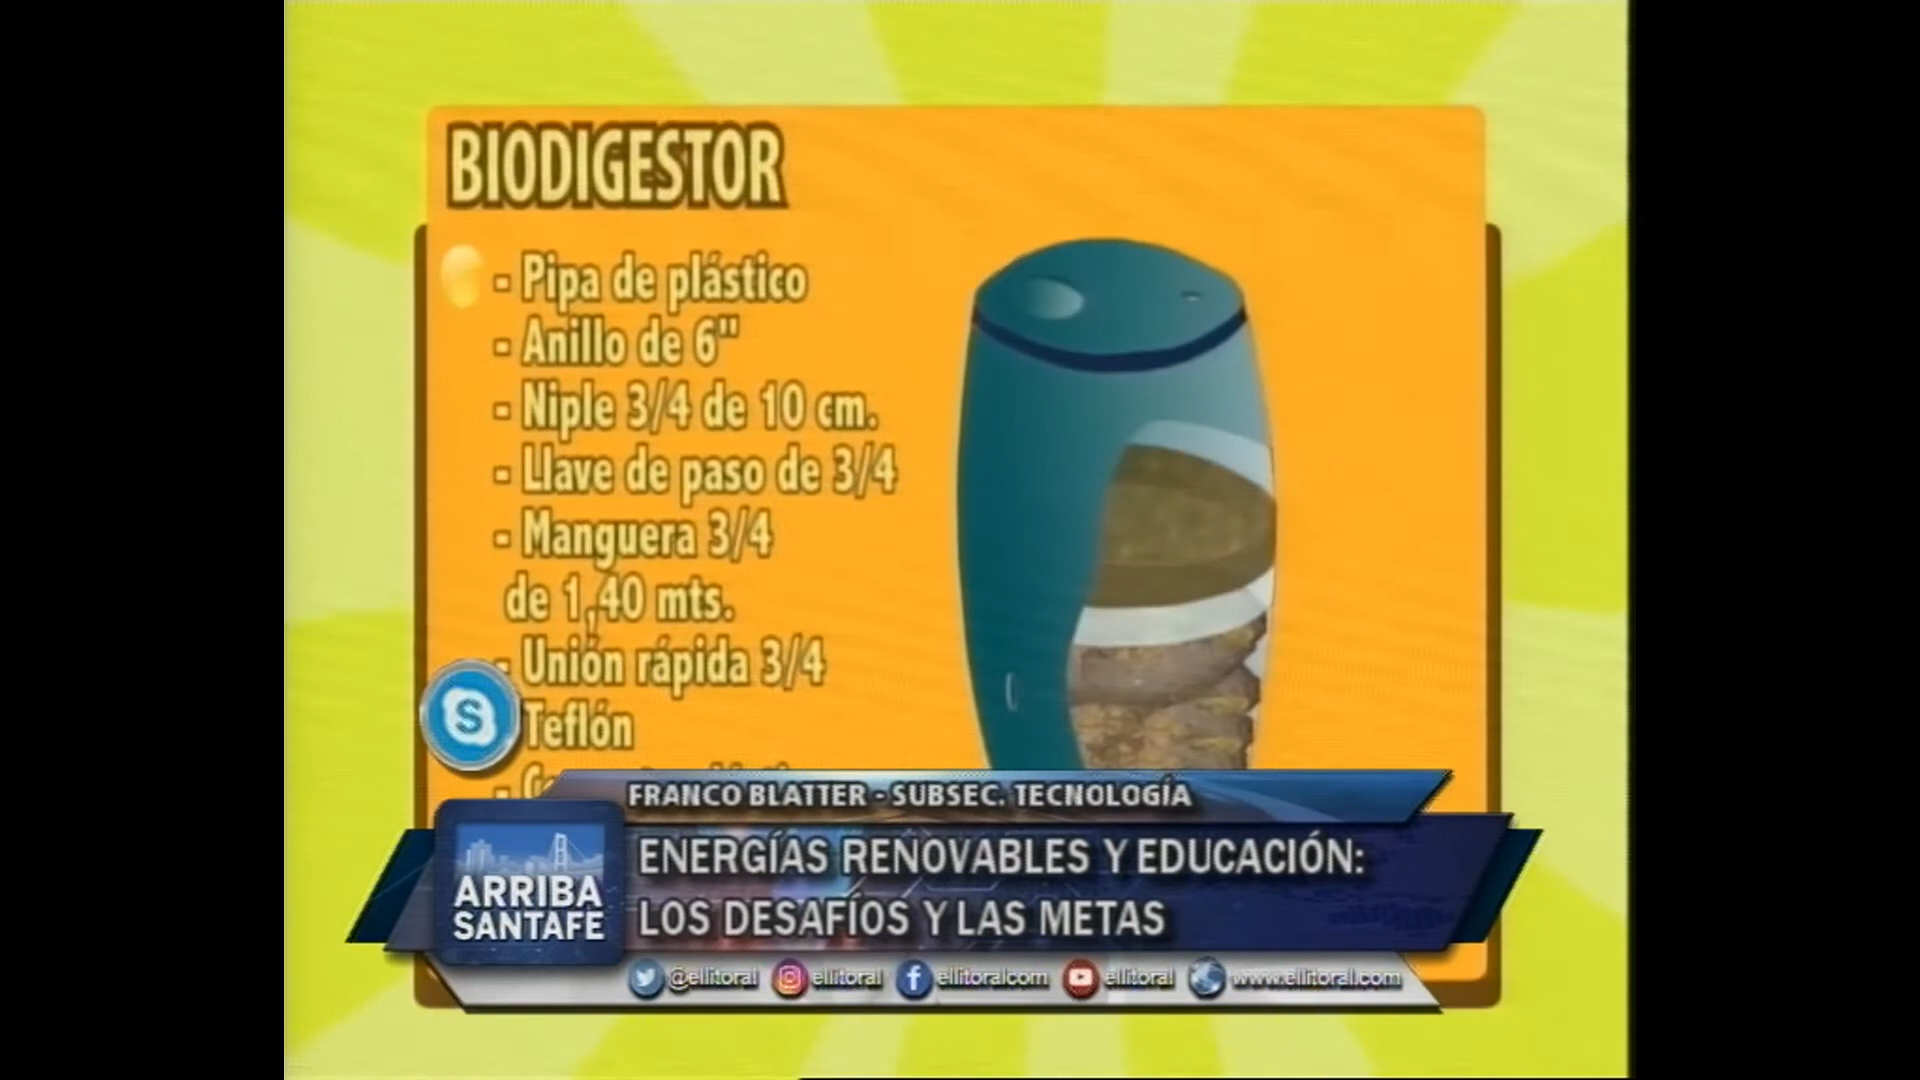 BIODIGESTOR
- Pipa de plástico
- Anillo de 6"
- Niple 3/4 de 10 cm.
- Llave de paso de 3/4
- Manguera 3/4
de 1,40 mts.
- Unión rápida 3/4
Teflón
FRANCO BLATTER - SUBSEC. TECNOLOGÍA
ENERGÍAS RENOVABLES Y EDUCACIÓN:
LOS DESAFÍOS Y LAS METAS
ARRIBA
SANTAFE
@ellitoral ellitoral ellitoralcom ellitoral www.ellitoral.com